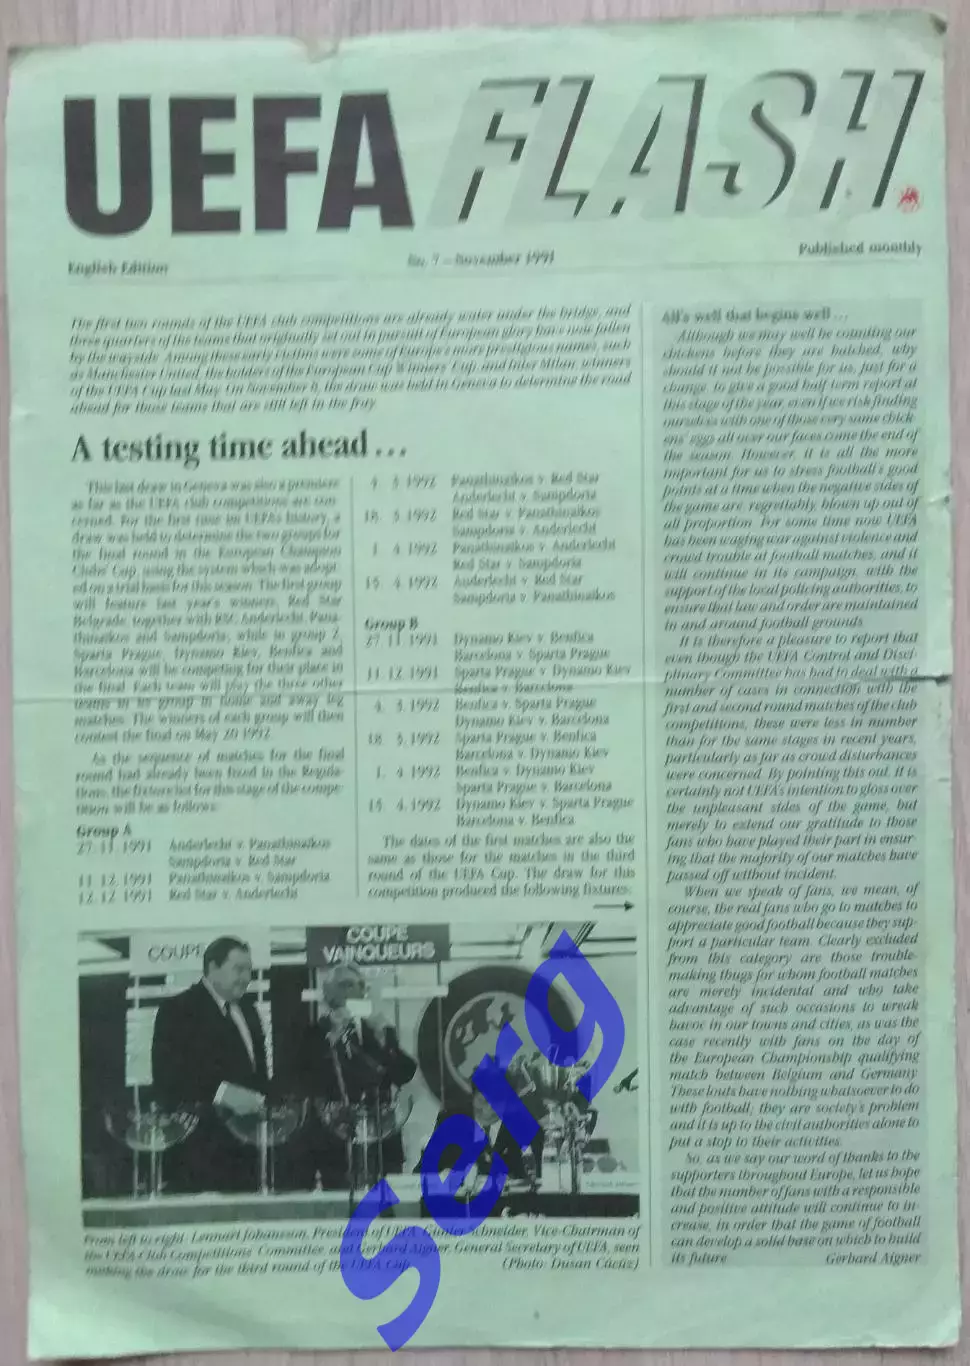 UEFA FLASH
English Edition
No. 7 – November 1991
Published monthly
The first two rounds of the UEFA club competitions are already water under the bridge, and
three quarters of the teams that originally set out in pursuit of European glory have now fallen
by the wayside. Among these early victims were some of Europe's more prestigious names, such
as Manchester United, the holders of the European Cup Winners' Cup, and Inter Milan, winners
of the UEFA Cup last May. On November 8, the draw was held in Geneva to determine the road
ahead for those teams that are still left in the fray.
A testing time ahead ...
This last draw in Geneva was also a premiere
as far as the UEFA club competitions are con-
cerned. For the first time in UEFA's history, a
draw was held to determine the two groups for
the final round in the European Champion
Clubs' Cup, using the system which was adopt-
ed on a trial basis for this season. The first group
will feature last year's winners, Red Star
Belgrade, together with RSC Anderlecht, Pana-
thinaikos and Sampdoria, while in group 2,
Sparta Prague, Dynamo Kiev, Benfica and
Barcelona will be competing for their place in
the final. Each team will play the three other
teams in its group in home and away leg
matches. The winners of each group will then
contest the final on May 20 1992.
As the sequence of matches for the final
round had already been fixed in the Regula-
tions, the fixture list for this stage of the compe-
tition will be as follows:
Group A
27.11.1991 Anderlecht v. Panathinaikos
Sampdoria v. Red Star
11.12.1991 Panathinaikos v. Sampdoria
12.12.1991 Red Star v. Anderlecht
4. 3.1992 Panathinaikos v. Red Star
Anderlecht v. Sampdoria
18. 3.1992 Red Star v. Panathinaikos
Sampdoria v. Anderlecht
1. 4.1992 Panathinaikos v. Anderlecht
Red Star v. Sampdoria
15. 4.1992 Anderlecht v. Red Star
Sampdoria v. Panathinaikos
Group B
27.11.1991 Dynamo Kiev v. Benfica
Barcelona v. Sparta Prague
11.12.1991 Sparta Prague v. Dynamo Kiev
Benfica v. Barcelona
4. 3.1992 Benfica v. Sparta Prague
Dynamo Kiev v. Barcelona
18. 3.1992 Sparta Prague v. Benfica
Barcelona v. Dynamo Kiev
1. 4.1992 Benfica v. Dynamo Kiev
Sparta Prague v. Barcelona
15. 4.1992 Dynamo Kiev v. Sparta Prague
Barcelona v. Benfica
The dates of the first matches are also the
same as those for the matches in the third
round of the UEFA Cup. The draw for this
competition produced the following fixtures:
COUPE
COUPE
VAINQUEURS
From left to right: Lennart Johansson, President of UEFA, Gunter Schneider, Vice-Chairman of
the UEFA Club Competitions Committee, and Gerhard Aigner, General Secretary of UEFA, seen
making the draw for the third round of the UEFA Cup. (Photo: Dusan Cacic)
All's well that begins well ...
Although we may well be counting our
chickens before they are hatched, why
should it not be possible for us, just for a
change, to give a good half term report at
this stage of the year, even if we risk finding
ourselves with one of those very same chick-
ens' eggs all over our faces come the end of
the season. However, it is all the more
important for us to stress football's good
points at a time when the negative sides of
the game are, regrettably, blown up out of
all proportion. For some time now UEFA
has been waging war against violence and
crowd trouble at football matches, and it
will continue in its campaign, with the
support of the local policing authorities, to
ensure that law and order are maintained
in and around football grounds.
It is therefore a pleasure to report that
even though the UEFA Control and Disci-
plinary Committee has had to deal with a
number of cases in connection with the
first and second round matches of the club
competitions, these were less in number
than for the same stages in recent years,
particularly as far as crowd disturbances
were concerned. By pointing this out, it is
certainly not UEFA's intention to gloss over
the unpleasant sides of the game, but
merely to extend our gratitude to those
fans who have played their part in ensur-
ing that the majority of our matches have
passed off without incident.
When we speak of fans, we mean, of
course, the real fans who go to matches to
appreciate good football because they sup-
port a particular team. Clearly excluded
from this category are those trouble-
making thugs for whom football matches
are merely incidental and who take
advantage of such occasions to wreak
havoc in our towns and cities, as was the
case recently with fans on the day of
the European Championship qualifying
match between Belgium and Germany.
These louts have nothing whatsoever to do
with football; they are society's problem
and it is up to the civil authorities alone to
put a stop to their activities.
So, as we say our word of thanks to the
supporters throughout Europe, let us hope
that the number of fans with a responsible
and positive attitude will continue to in-
crease, in order that the game of football
can develop a solid base on which to build
its future. Gerhard Aigner
Serg